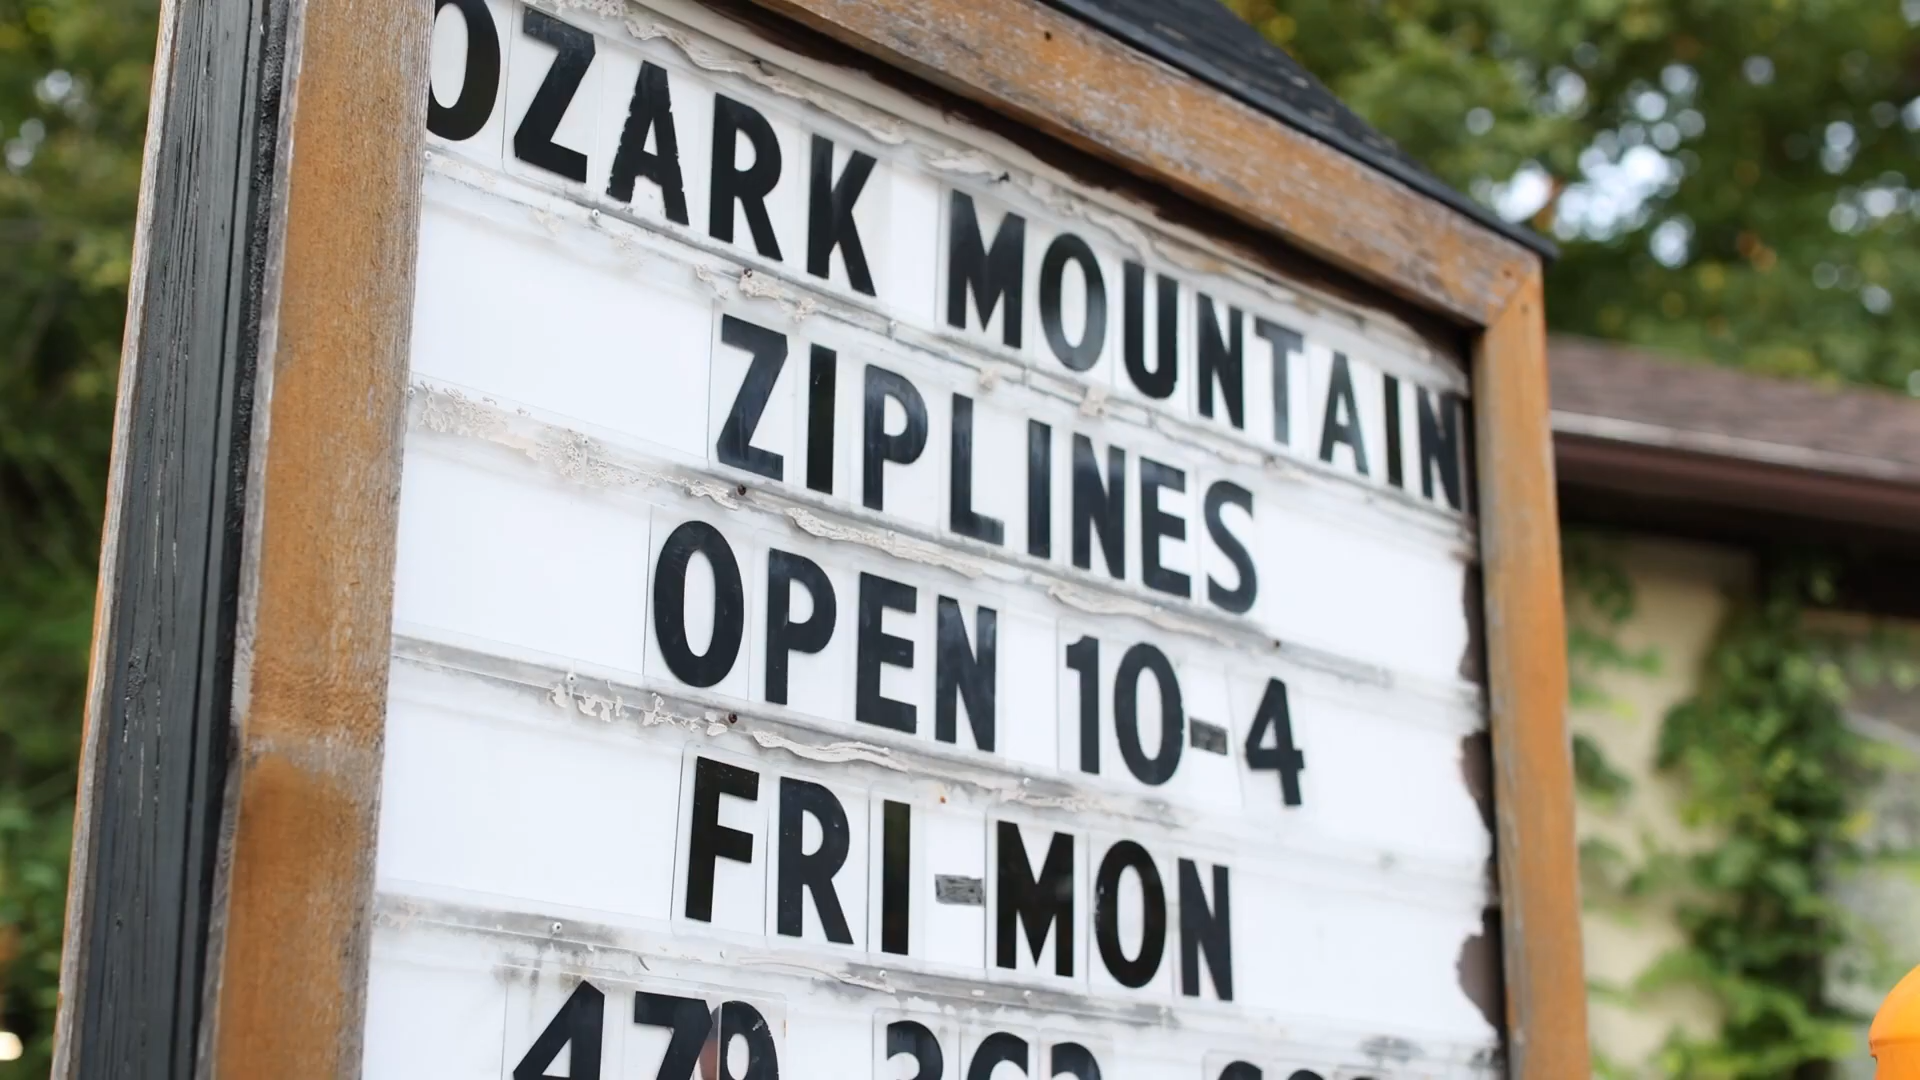 OZARK MOUNTAIN
ZIPLINES
OPEN 10-4
FRI-MON
479